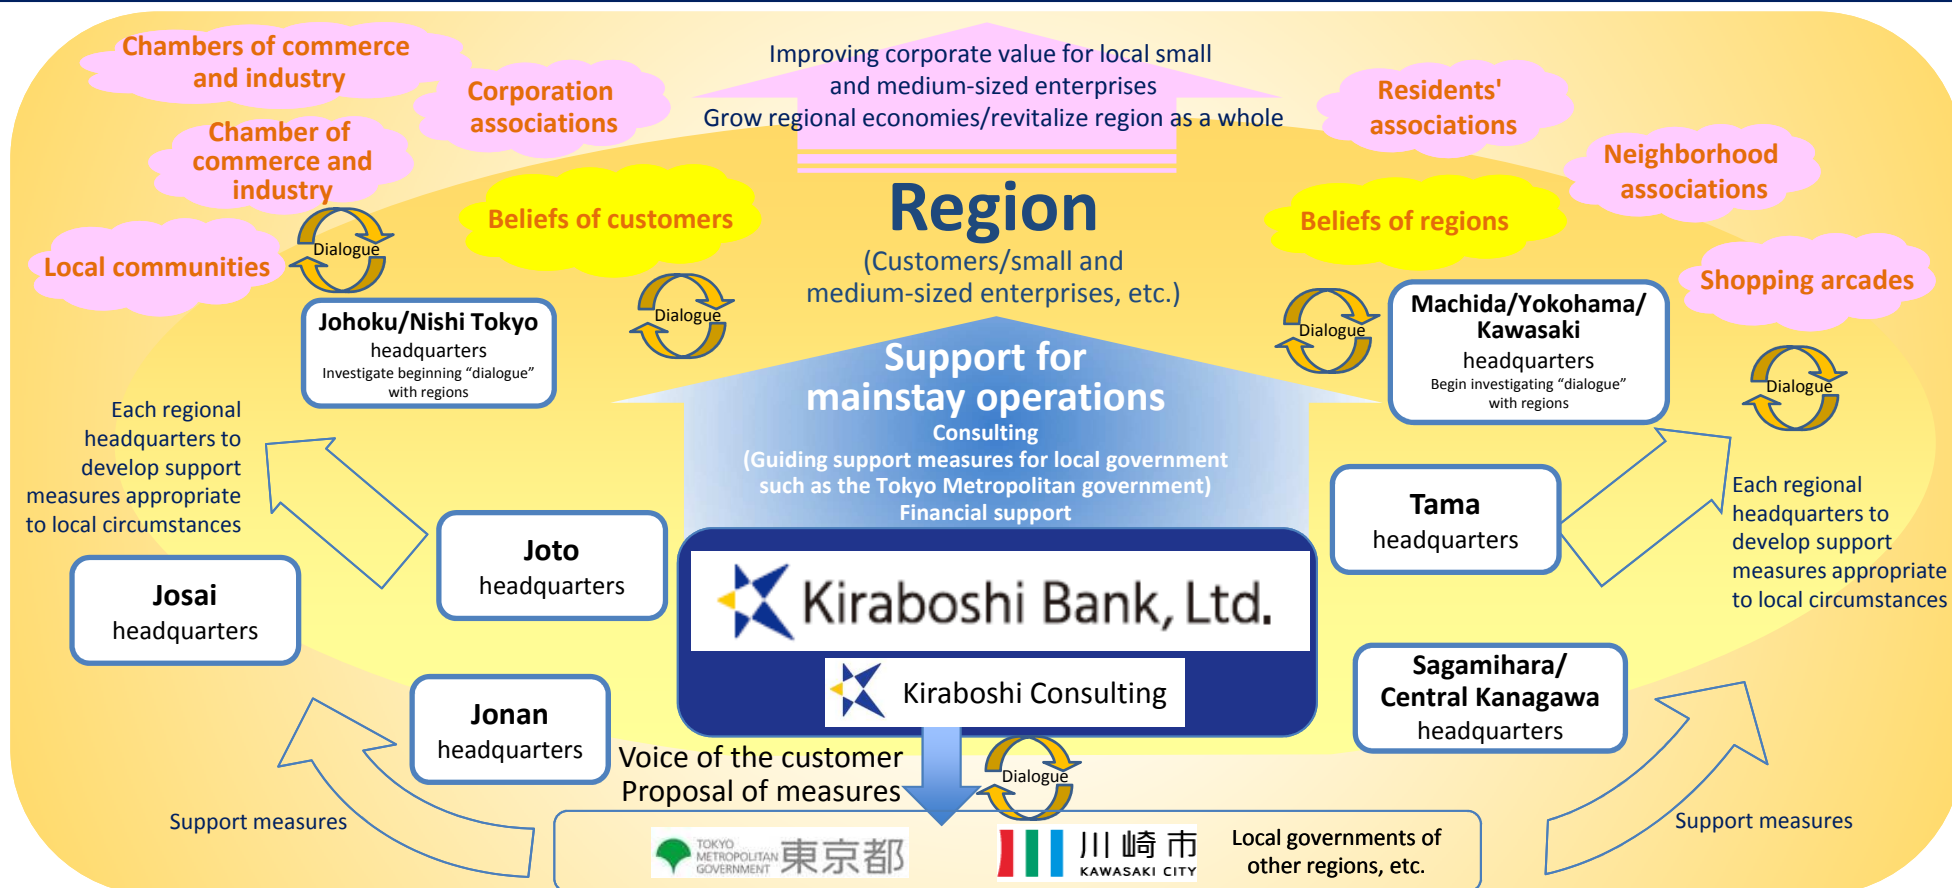 Chambers of commerce
and industry
Corporation
associations
Improving corporate value for local small
and medium-sized enterprises
Grow regional economies/revitalize region as a whole
Residents'
associations
Chamber of
commerce and
industry
Neighborhood
associations
Local communities
Dialogue
Beliefs of customers
Region
(Customers/small and
medium-sized enterprises, etc.)
Beliefs of regions
Shopping arcades
Johoku/Nishi Tokyo
headquarters
Investigate beginning “dialogue”
with regions
Dialogue
Dialogue
Machida/Yokohama/
Kawasaki
headquarters
Begin investigating “dialogue”
with regions
Dialogue
Support for
mainstay operations
Consulting
(Guiding support measures for local government
such as the Tokyo Metropolitan government)
Financial support
Each regional
headquarters to
develop support
measures appropriate
to local circumstances
Tama
headquarters
Each regional
headquarters to
develop support
measures appropriate
to local circumstances
Joto
headquarters
Josai
headquarters
Kiraboshi Bank, Ltd.
Kiraboshi Consulting
Sagamihara/
Central Kanagawa
headquarters
Jonan
headquarters
Voice of the customer
Proposal of measures
Dialogue
Support measures
Support measures
TOKYO
METROPOLITAN
GOVERNMENT
東京都
川崎市
KAWASAKI CITY
Local governments of
other regions, etc.